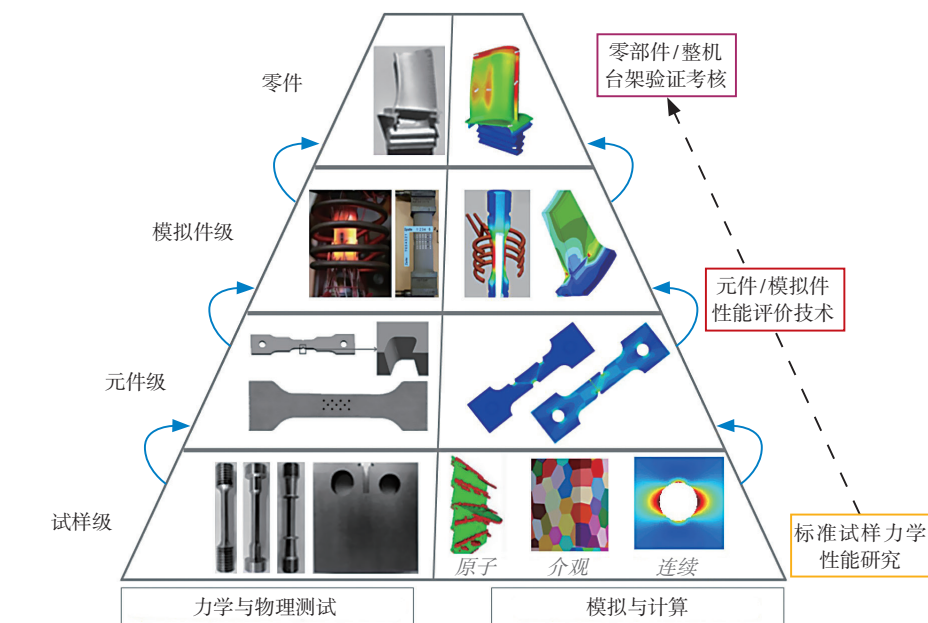 零件
零部件/整机
台架验证考核
模拟件级
元件/模拟件
性能评价技术
元件级
试样级
标准试样力学
性能研究
原子
介观
连续
力学与物理测试
模拟与计算